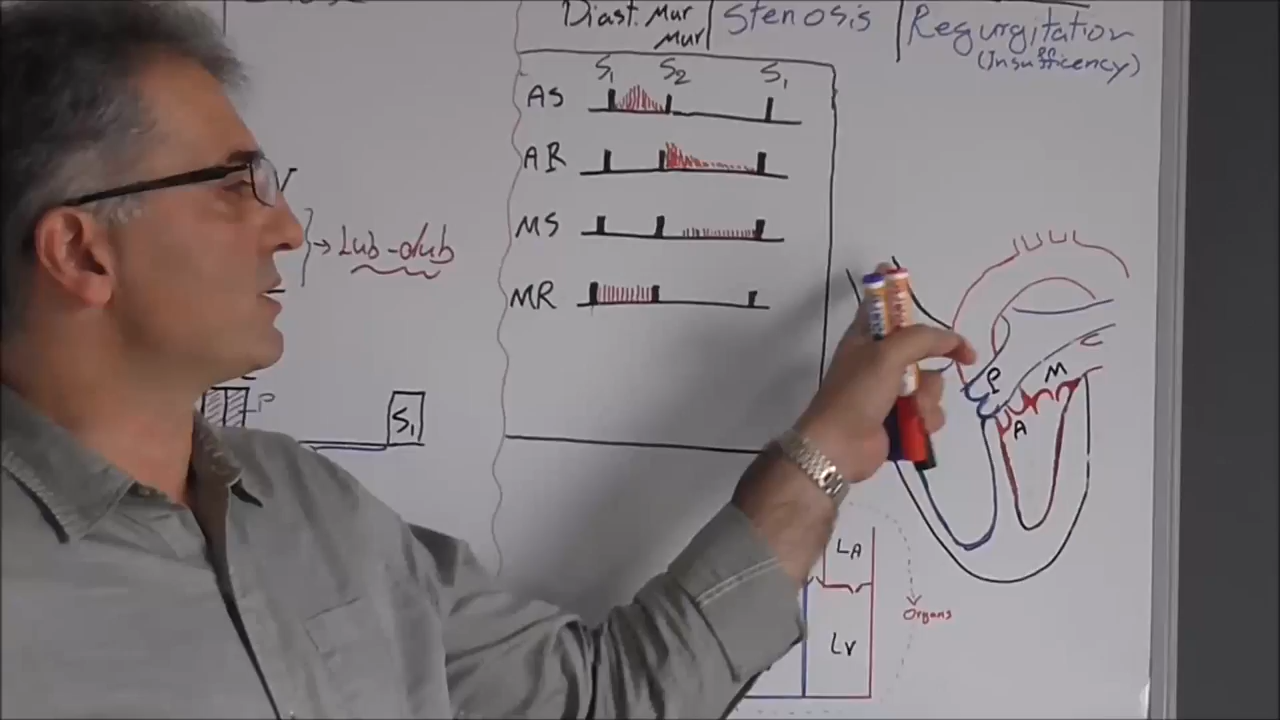 Diast. Mur Mur
Stenosis
Regurgitation
(Insufficency)
S1 S2 S1
AS
AR
MS
MR
V
Lub-dub
P
S1
P
M
A
LA
LV
Organs